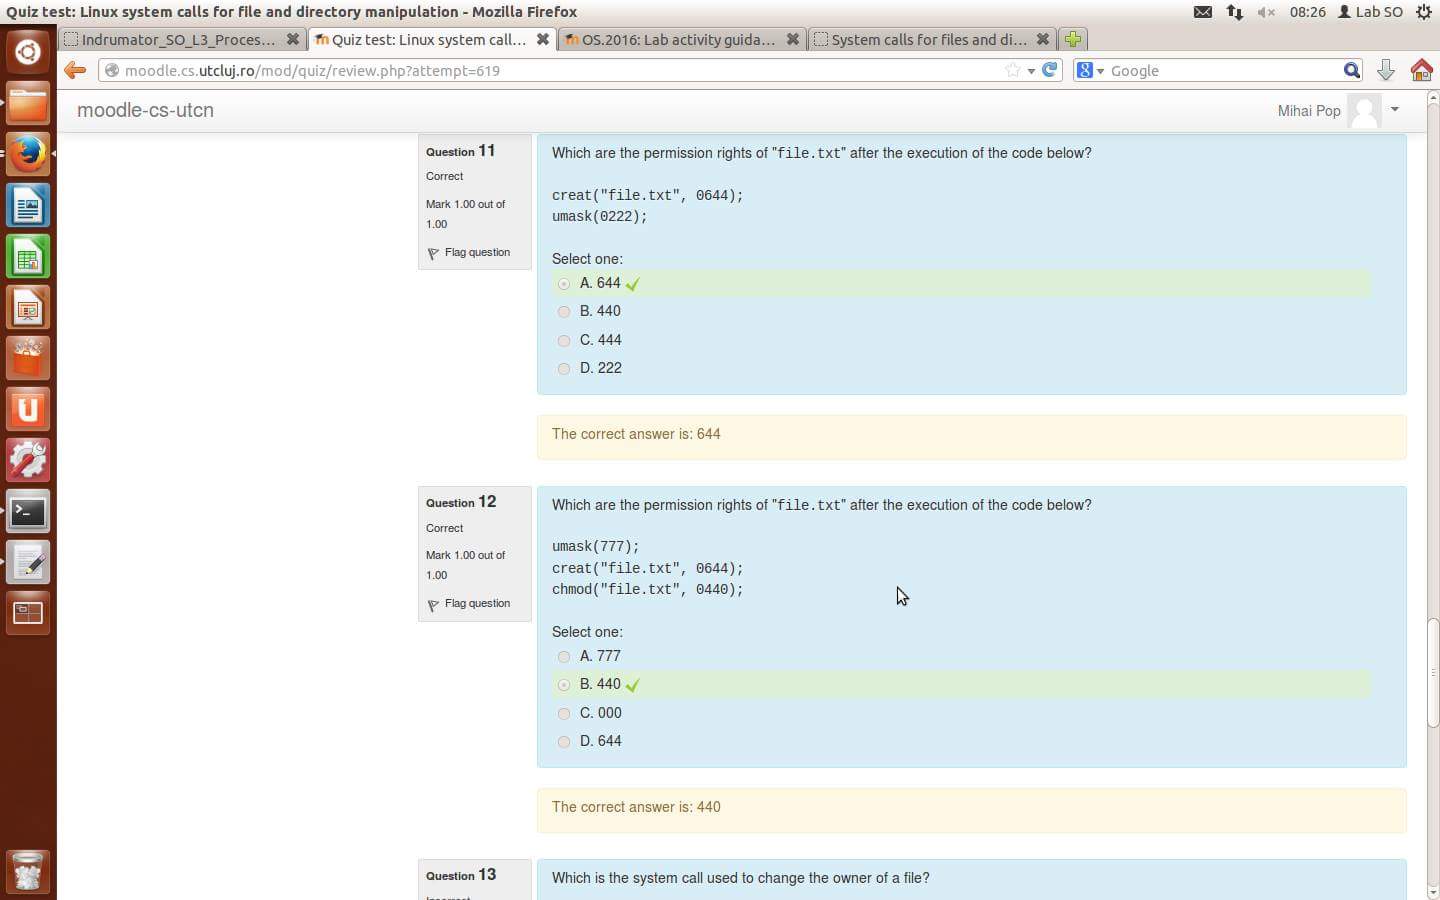 Quiz test: Linux system calls for file and directory manipulation - Mozilla Firefox
08:26
Lab SO
Indrumator_SO_L3_Proces...
Quiz test: Linux system call...
OS.2016: Lab activity guida...
System calls for files and di...
moodle.cs.utcluj.ro/mod/quiz/review.php?attempt=619
Google
moodle-cs-utcn
Mihai Pop
Question 11
Correct
Mark 1.00 out of
1.00
Flag question
Which are the permission rights of "file.txt" after the execution of the code below?
creat("file.txt", 0644);
umask(0222);
Select one:
A. 644
B. 440
C. 444
D. 222
The correct answer is: 644
Question 12
Correct
Mark 1.00 out of
1.00
Flag question
Which are the permission rights of "file.txt" after the execution of the code below?
umask(777);
creat("file.txt", 0644);
chmod("file.txt", 0440);
Select one:
A. 777
B. 440
C. 000
D. 644
The correct answer is: 440
Question 13
Which is the system call used to change the owner of a file?